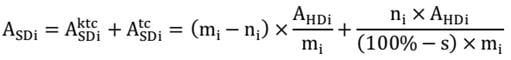 A_SDi = A_SDi^ktc + A_SDi^tc = (m_i − n_i) × A_HDi / m_i + n_i × A_HDi / ((100% − s) × m_i)